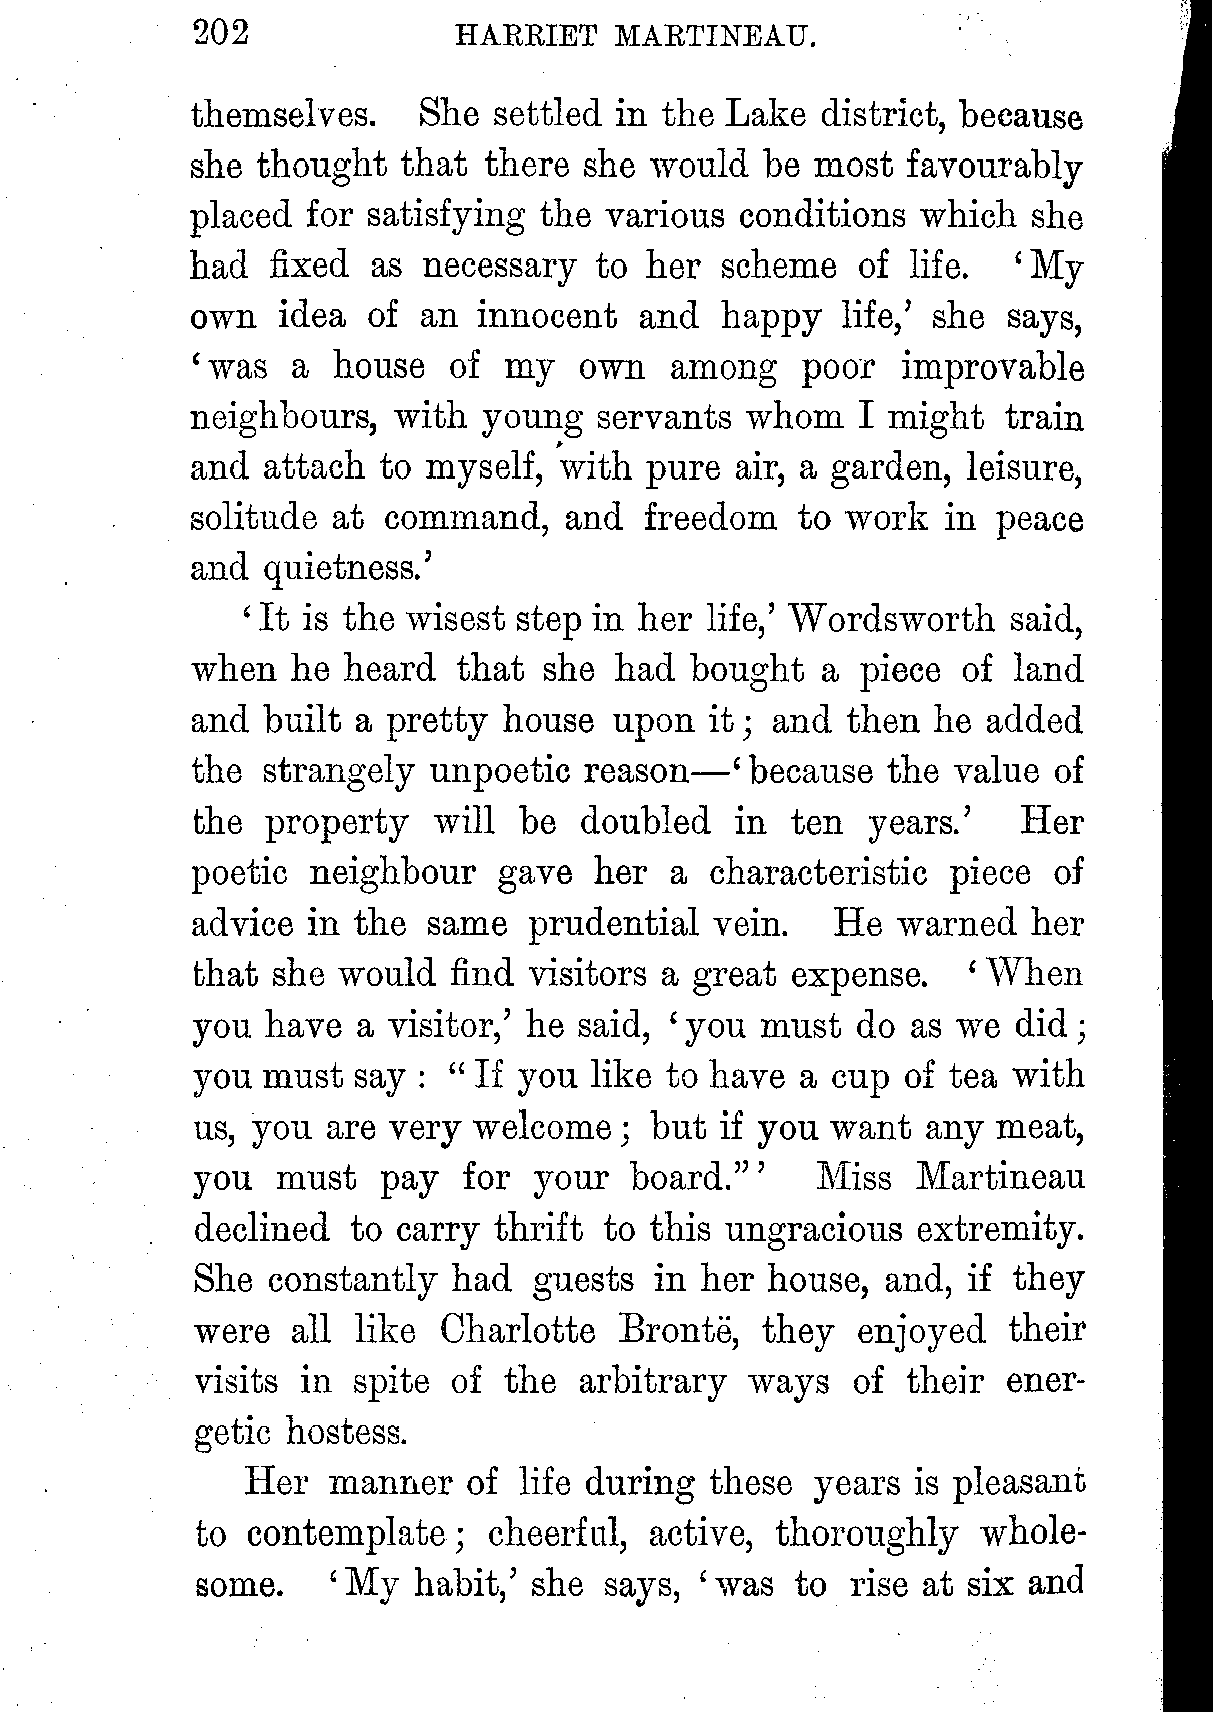 202 HARRIET MARTINEAU.
themselves. She settled in the Lake district, because
she thought that there she would be most favourably
placed for satisfying the various conditions which she
had fixed as necessary to her scheme of life. ‘My
own idea of an innocent and happy life,’ she says,
‘was a house of my own among poor improvable
neighbours, with young servants whom I might train
and attach to myself, with pure air, a garden, leisure,
solitude at command, and freedom to work in peace
and quietness.’
‘It is the wisest step in her life,’ Wordsworth said,
when he heard that she had bought a piece of land
and built a pretty house upon it; and then he added
the strangely unpoetic reason—‘because the value of
the property will be doubled in ten years.’ Her
poetic neighbour gave her a characteristic piece of
advice in the same prudential vein. He warned her
that she would find visitors a great expense. ‘When
you have a visitor,’ he said, ‘you must do as we did;
you must say: “If you like to have a cup of tea with
us, you are very welcome; but if you want any meat,
you must pay for your board.”’ Miss Martineau
declined to carry thrift to this ungracious extremity.
She constantly had guests in her house, and, if they
were all like Charlotte Brontë, they enjoyed their
visits in spite of the arbitrary ways of their ener-
getic hostess.
Her manner of life during these years is pleasant
to contemplate; cheerful, active, thoroughly whole-
some. ‘My habit,’ she says, ‘was to rise at six and